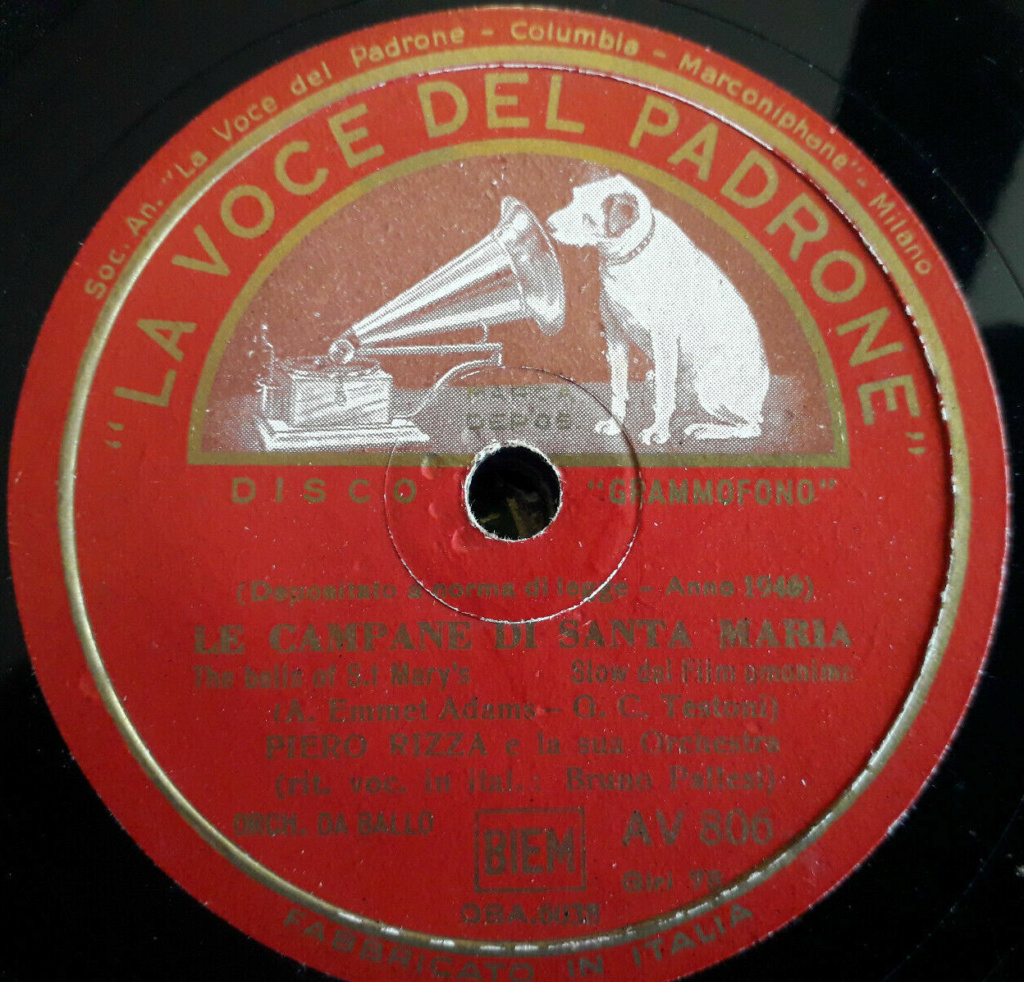 Soc. An. "La Voce del Padrone - Columbia - Marconiphone" - Milano
"LA VOCE DEL PADRONE"
MARCA
DEPOS.
DISCO "GRAMMOFONO"
(Depositato a norma di legge - Anno 1946)
LE CAMPANE DI SANTA MARIA
The bells of S.t Mary's Slow dal Film omonimo
(A. Emmet Adams - G. C. Testoni)
PIERO RIZZA e la sua Orchestra
(rit. voc. in ital.: Bruno Pallesi)
ORCH. DA BALLO
BIEM
AV 806
Giri 78
FABBRICATO IN ITALIA